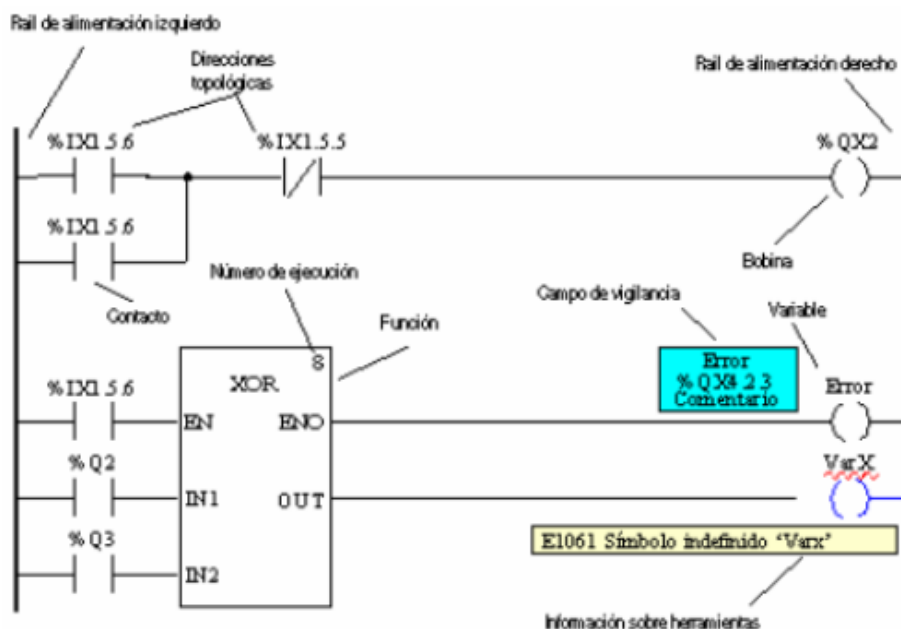 Rail de alimentación izquierdo
Direcciones
topológicas
Rail de alimentación derecho
%IX1.5.6
%IX1.5.5
%QX2
%IX1.5.6
Bobina
Número de ejecución
Campo de vigilancia
Variable
Contacto
Función
8
XOR
Error
%QX4.2.3
Comentario
Error
%IX1.5.6
EN
ENO
VarX
%Q2
IN1
OUT
E1061 Símbolo indefinido ‘Varx’
%Q3
IN2
Información sobre herramientas